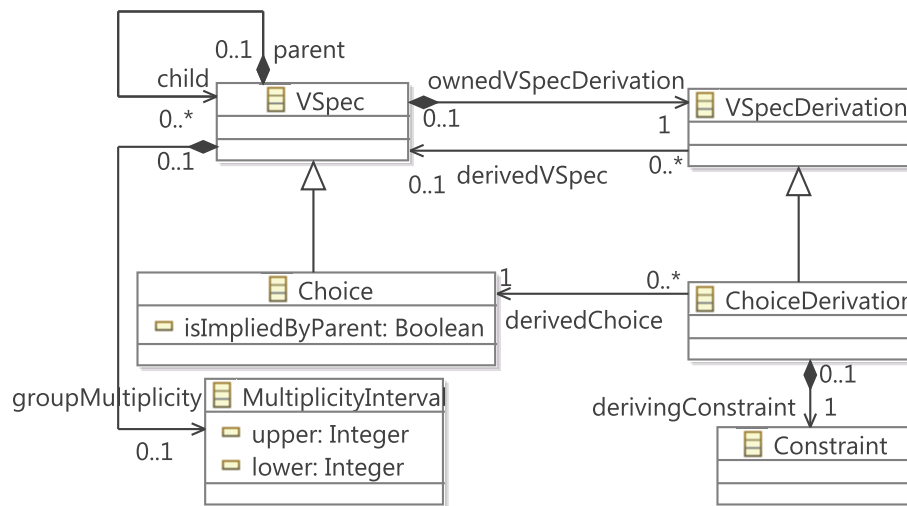 0..1 parent
child
0..*
VSpec
ownedVSpecDerivation
0..1
1
VSpecDerivation
0..1
0..1
derivedVSpec
0..*
Choice
isImpliedByParent: Boolean
1
0..*
derivedChoice
ChoiceDerivation
groupMultiplicity
0..1
MultiplicityInterval
upper: Integer
lower: Integer
0..1
derivingConstraint 1
Constraint